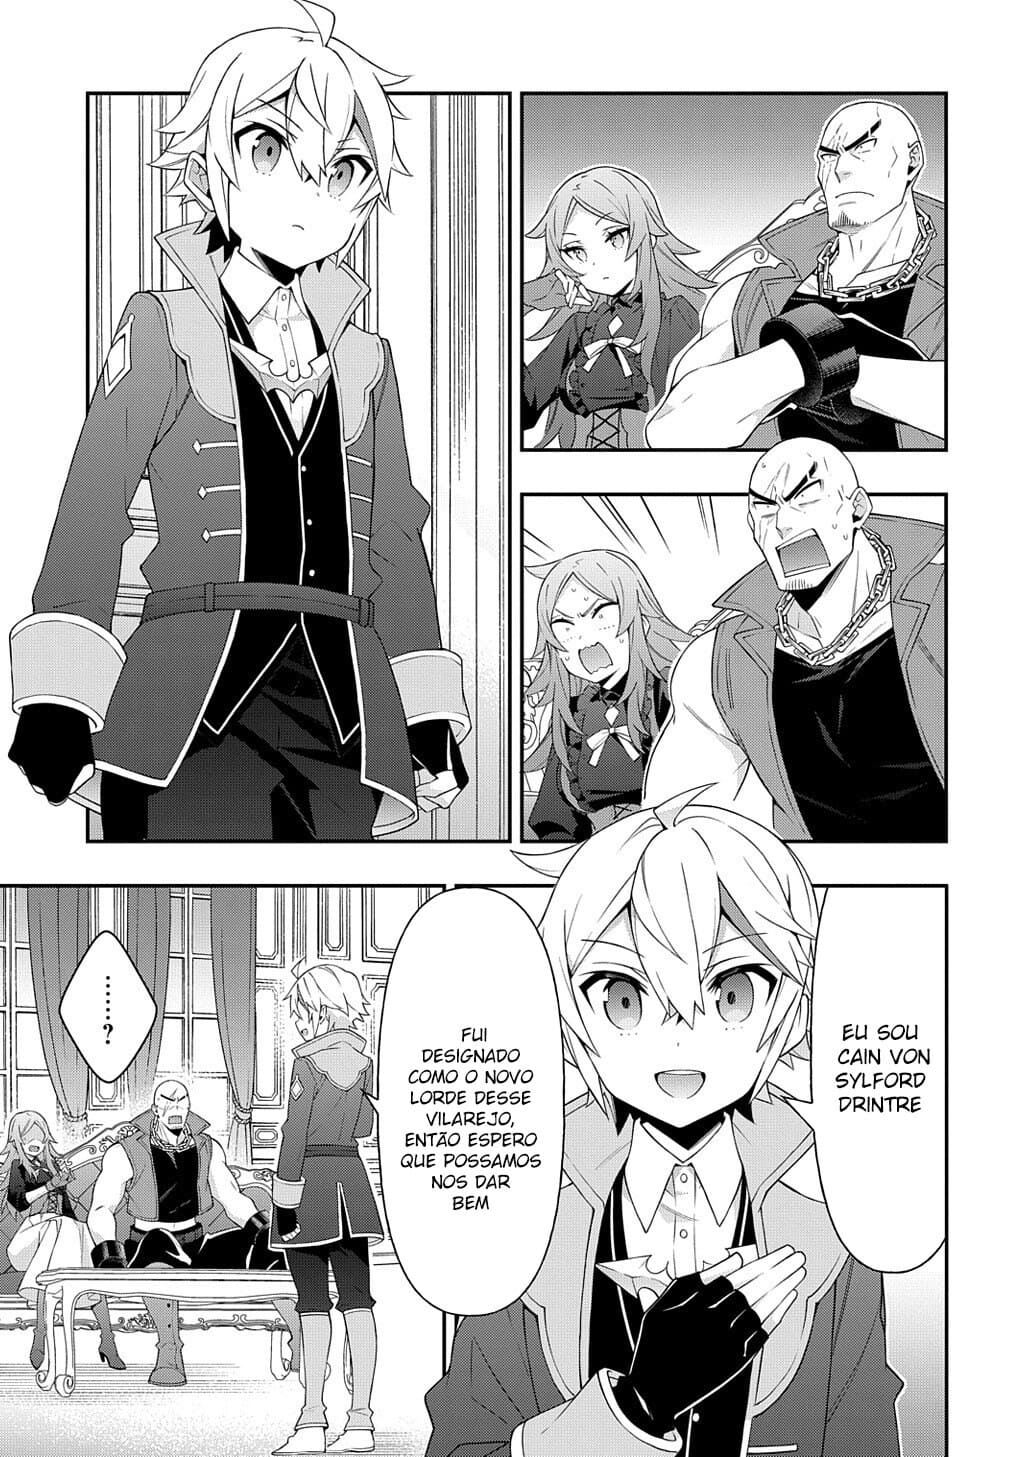 EU SOU
CAIN VON
SYLFORD
DRINTRE
FUI
DESIGNADO
COMO O NOVO
LORDE DESSE
VILAREJO,
ENTÃO ESPERO
QUE POSSAMOS
NOS DAR
BEM
......?